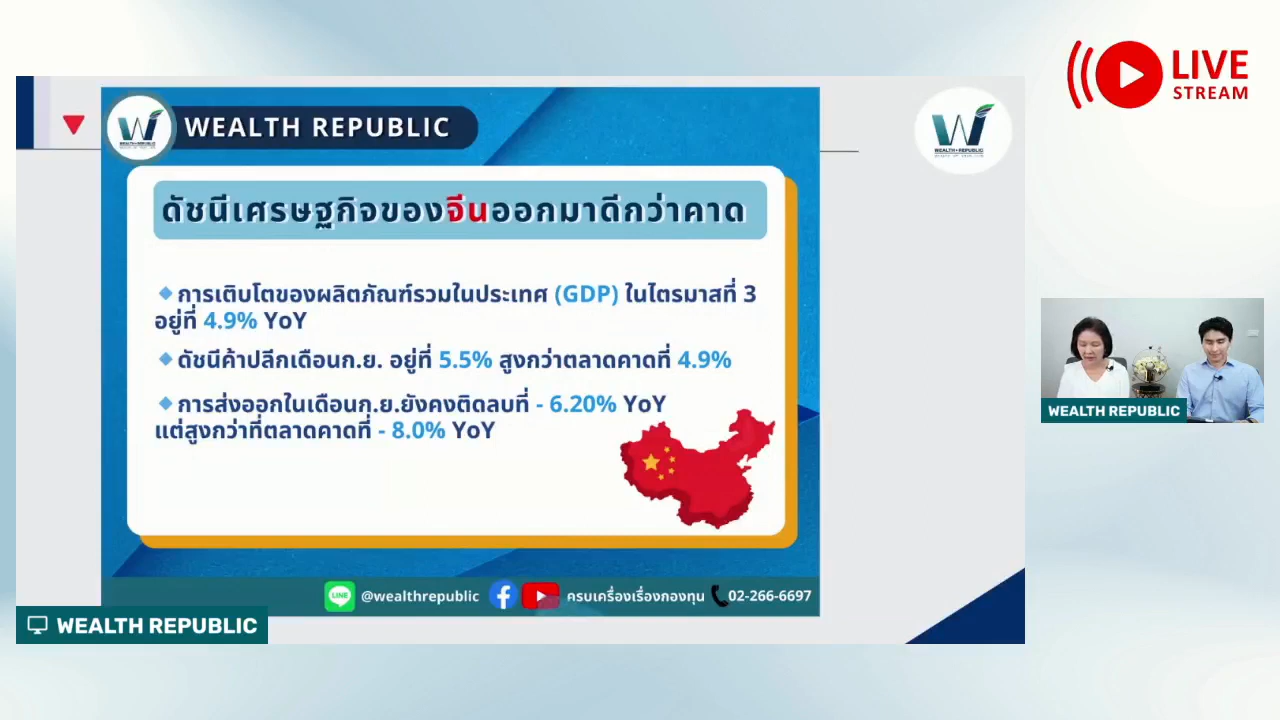 LIVE
STREAM
WEALTH REPUBLIC
W
WEALTH+REPUBLIC
ดัชนีเศรษฐกิจของจีนออกมาดีกว่าคาด
การเติบโตของผลิตภัณฑ์รวมในประเทศ (GDP) ในไตรมาสที่ 3
อยู่ที่ 4.9% YoY
ดัชนีค้าปลีกเดือนก.ย. อยู่ที่ 5.5% สูงกว่าตลาดคาดที่ 4.9%
การส่งออกในเดือนก.ย.ยังคงติดลบที่ - 6.20% YoY
แต่สูงกว่าที่ตลาดคาดที่ - 8.0% YoY
WEALTH REPUBLIC
LINE @wealthrepublic ครบเครื่องเรื่องกองทุน 02-266-6697
WEALTH REPUBLIC